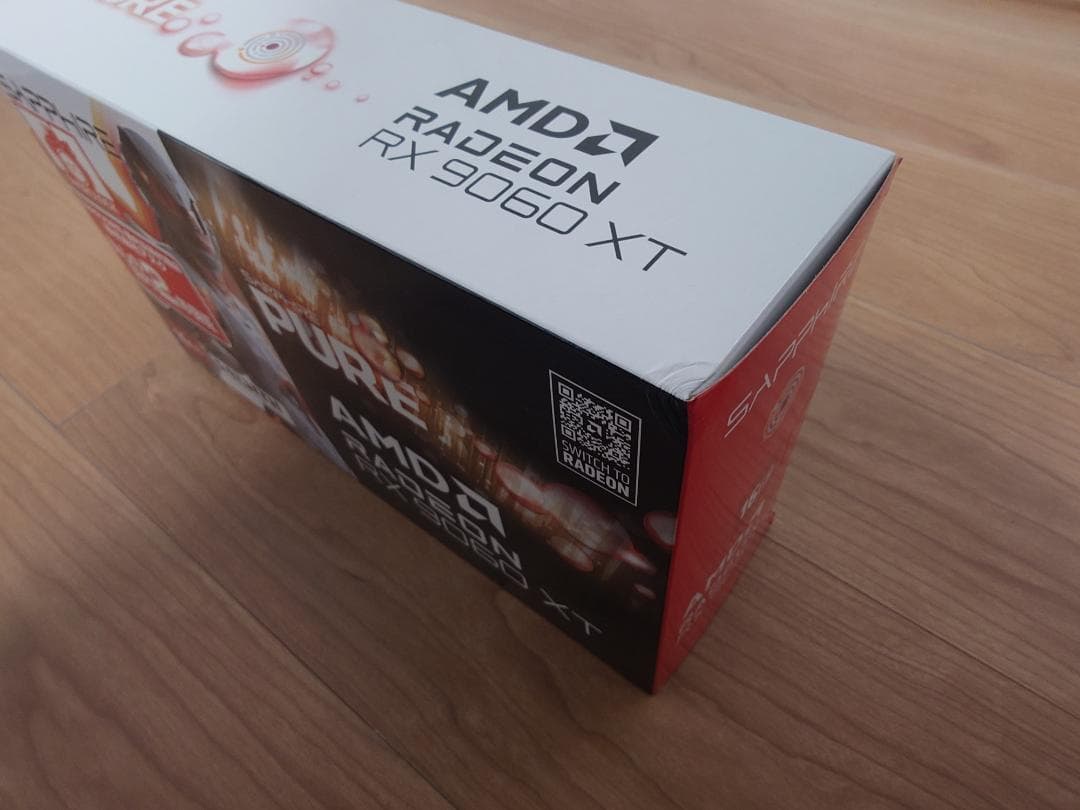 AMD
RADEON
RX 9060 XT
PURE
AMD
RADEON
RX 9060 XT
SWITCH TO
RADEON
SAPPHIRE